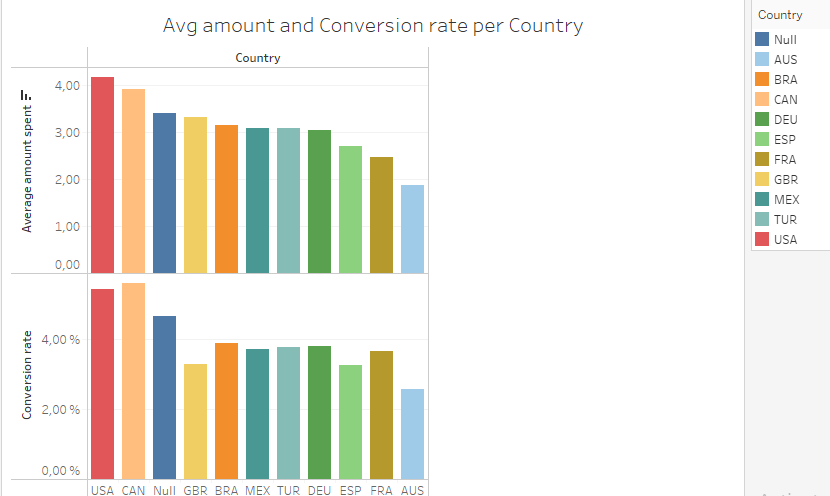 Avg amount and Conversion rate per Country
Country
Average amount spent
4,00
3,00
2,00
1,00
0,00
Conversion rate
4,00 %
2,00 %
0,00 %
USA CAN Null GBR BRA MEX TUR DEU ESP FRA AUS
Country
Null
AUS
BRA
CAN
DEU
ESP
FRA
GBR
MEX
TUR
USA